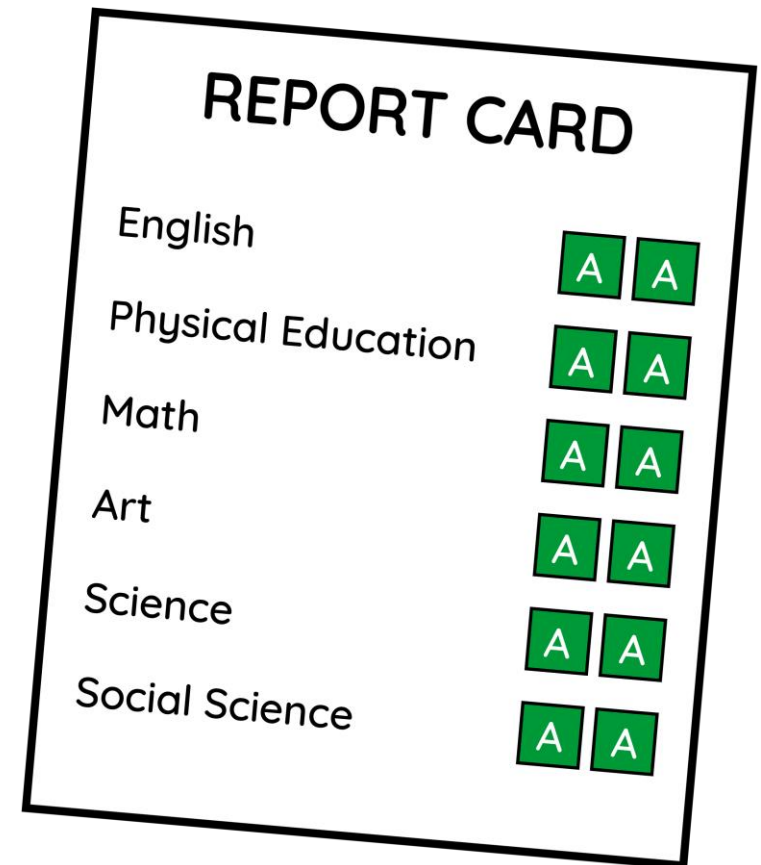 REPORT CARD
English A A
Physical Education A A
Math A A
Art A A
Science A A
Social Science A A